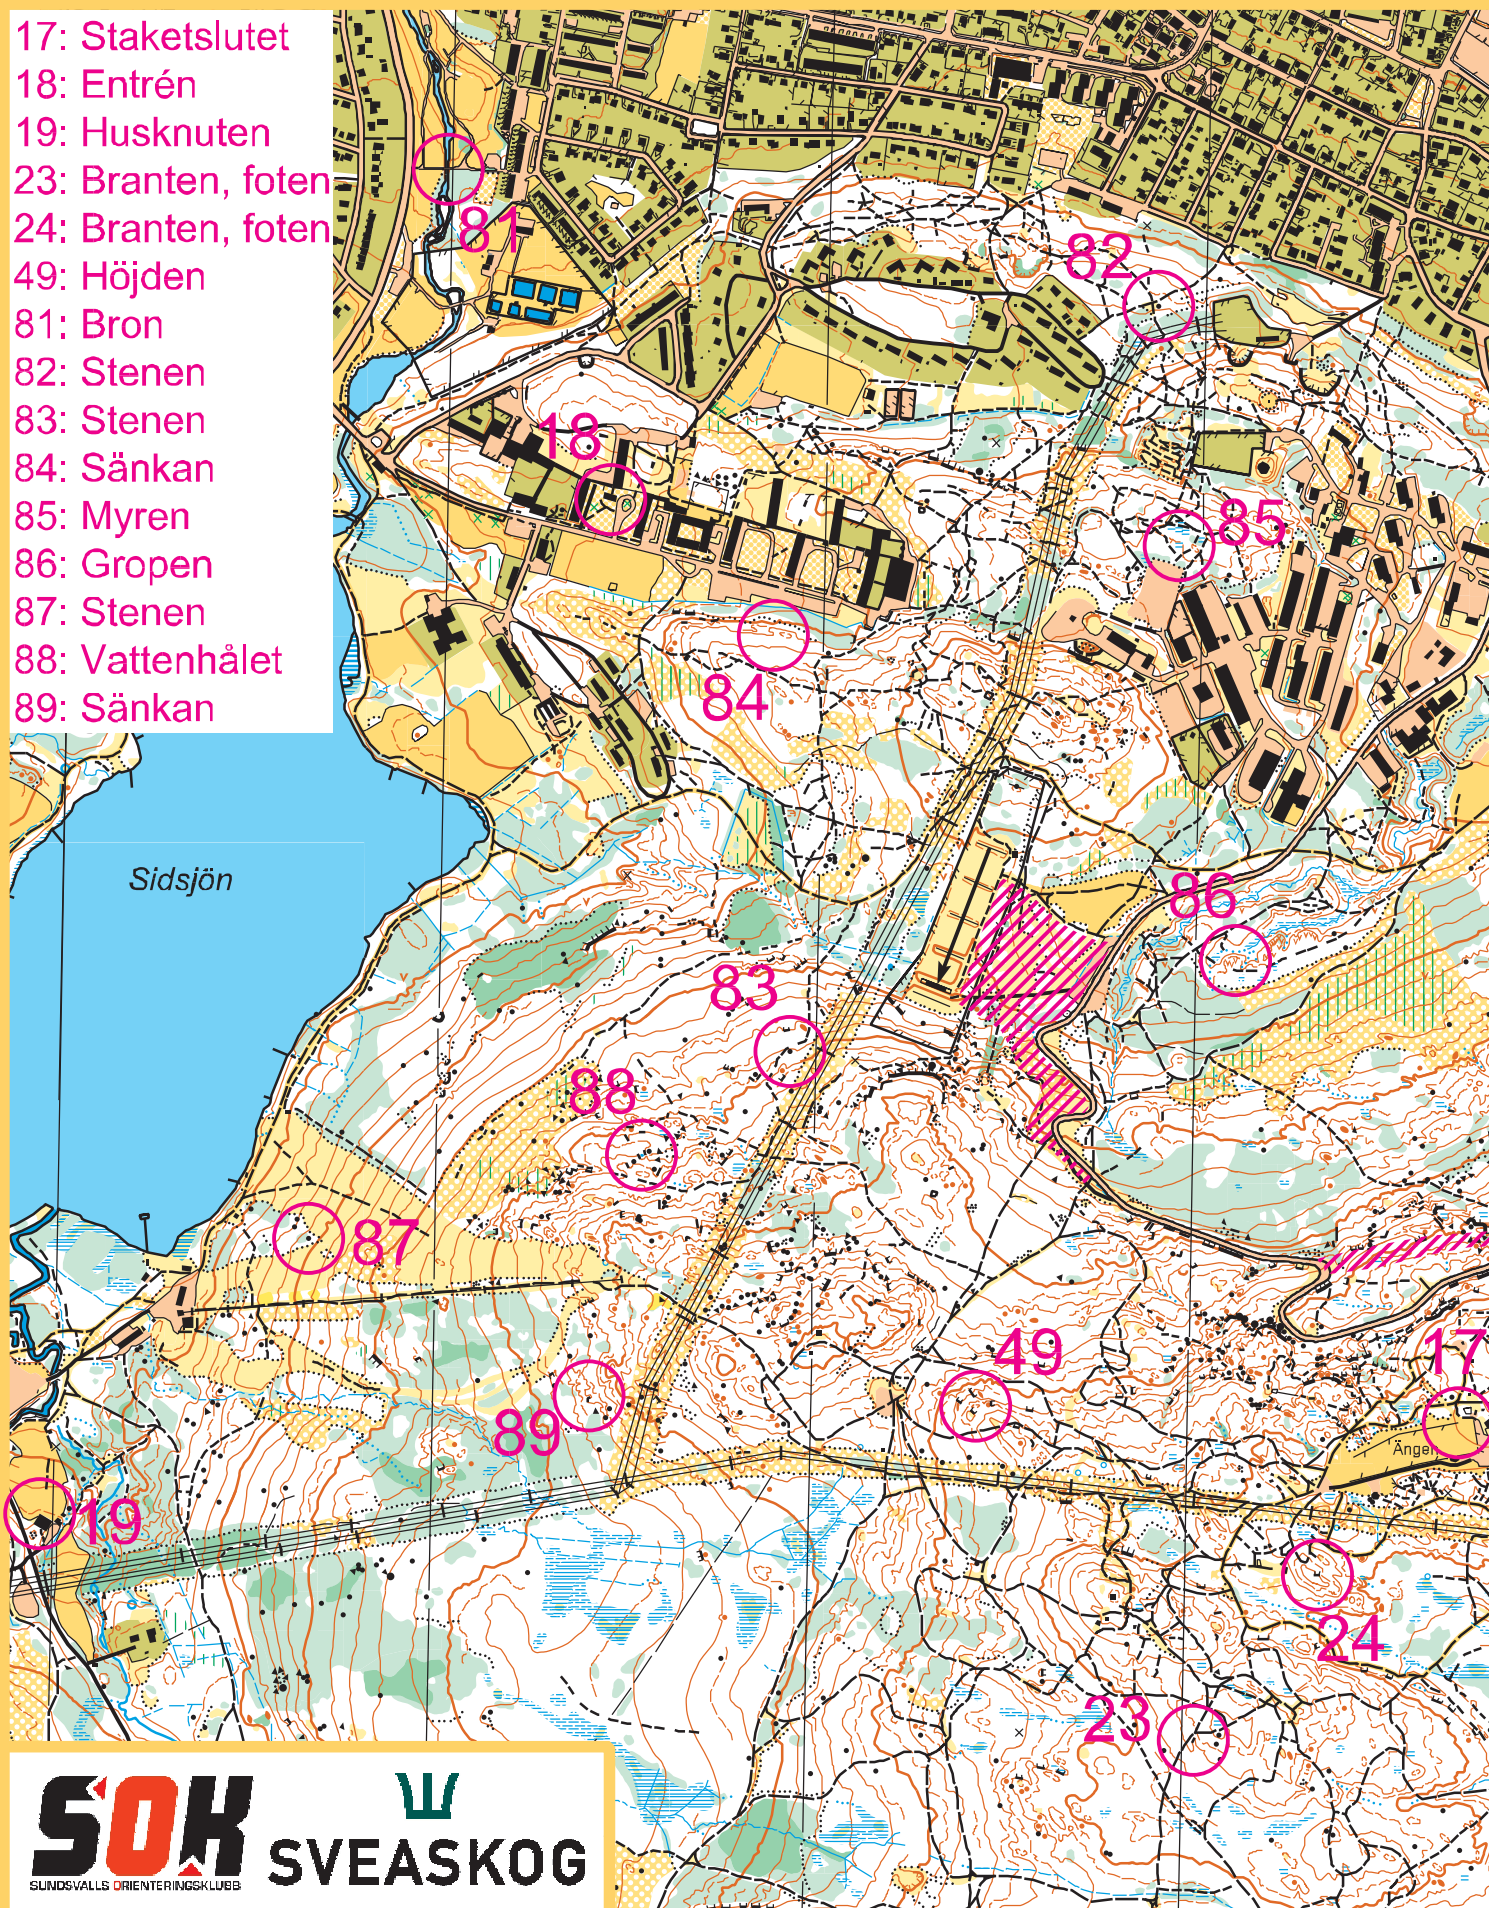 17: Staketslutet
18: Entrén
19: Husknuten
23: Branten, foten
24: Branten, foten
49: Höjden
81: Bron
82: Stenen
83: Stenen
84: Sänkan
85: Myren
86: Gropen
87: Stenen
88: Vattenhålet
89: Sänkan
81
82
18
85
84
Sidsjön
86
83
88
87
49
17
89
Ängen
19
24
23
SOK
SUNDSVALLS ORIENTERINGSKLUBB
SVEASKOG